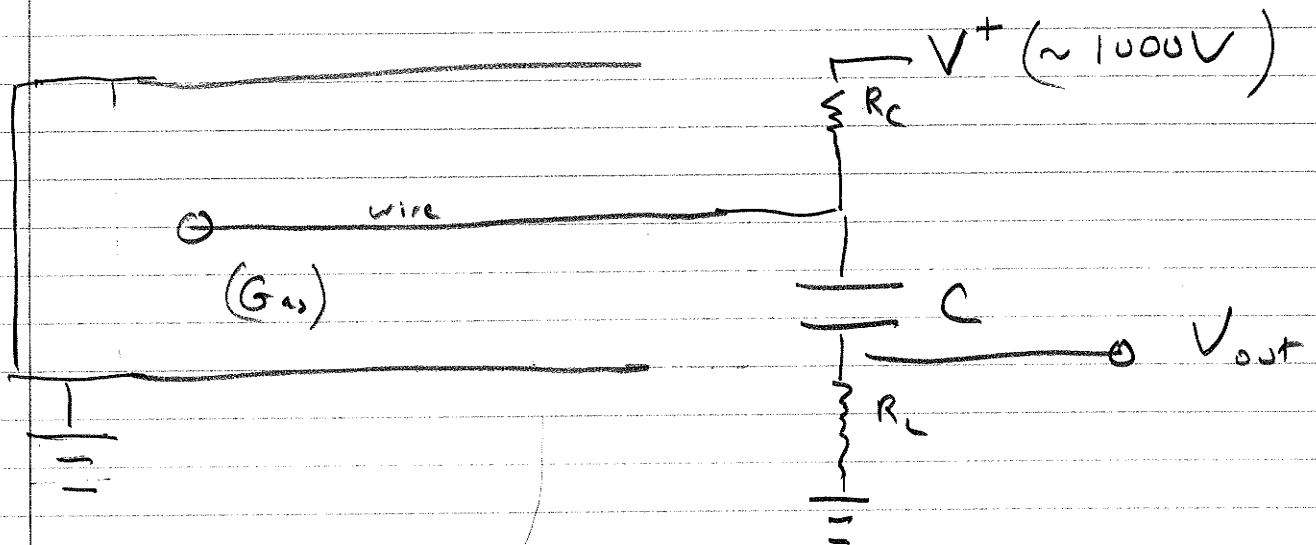 V⁺ (~ 1000V)
R_C
wire
(Gas)
C
V_out
R_L